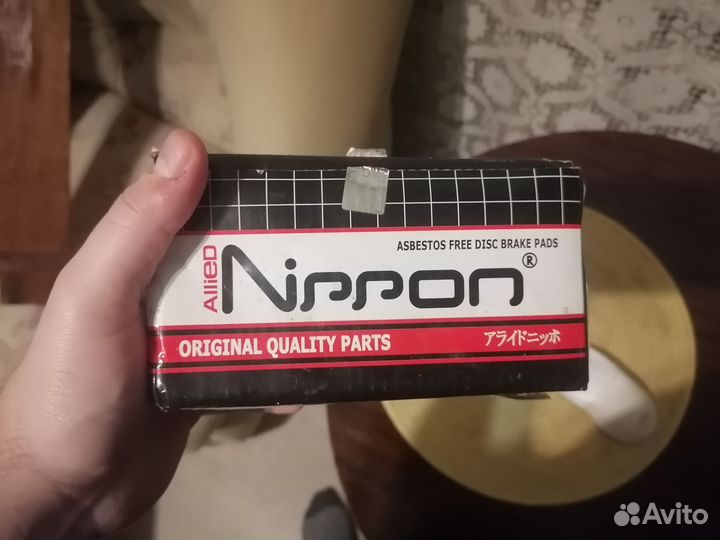 ASBESTOS FREE DISC BRAKE PADS
AlliED Nippon®
ORIGINAL QUALITY PARTS アライドニッポ
Avito